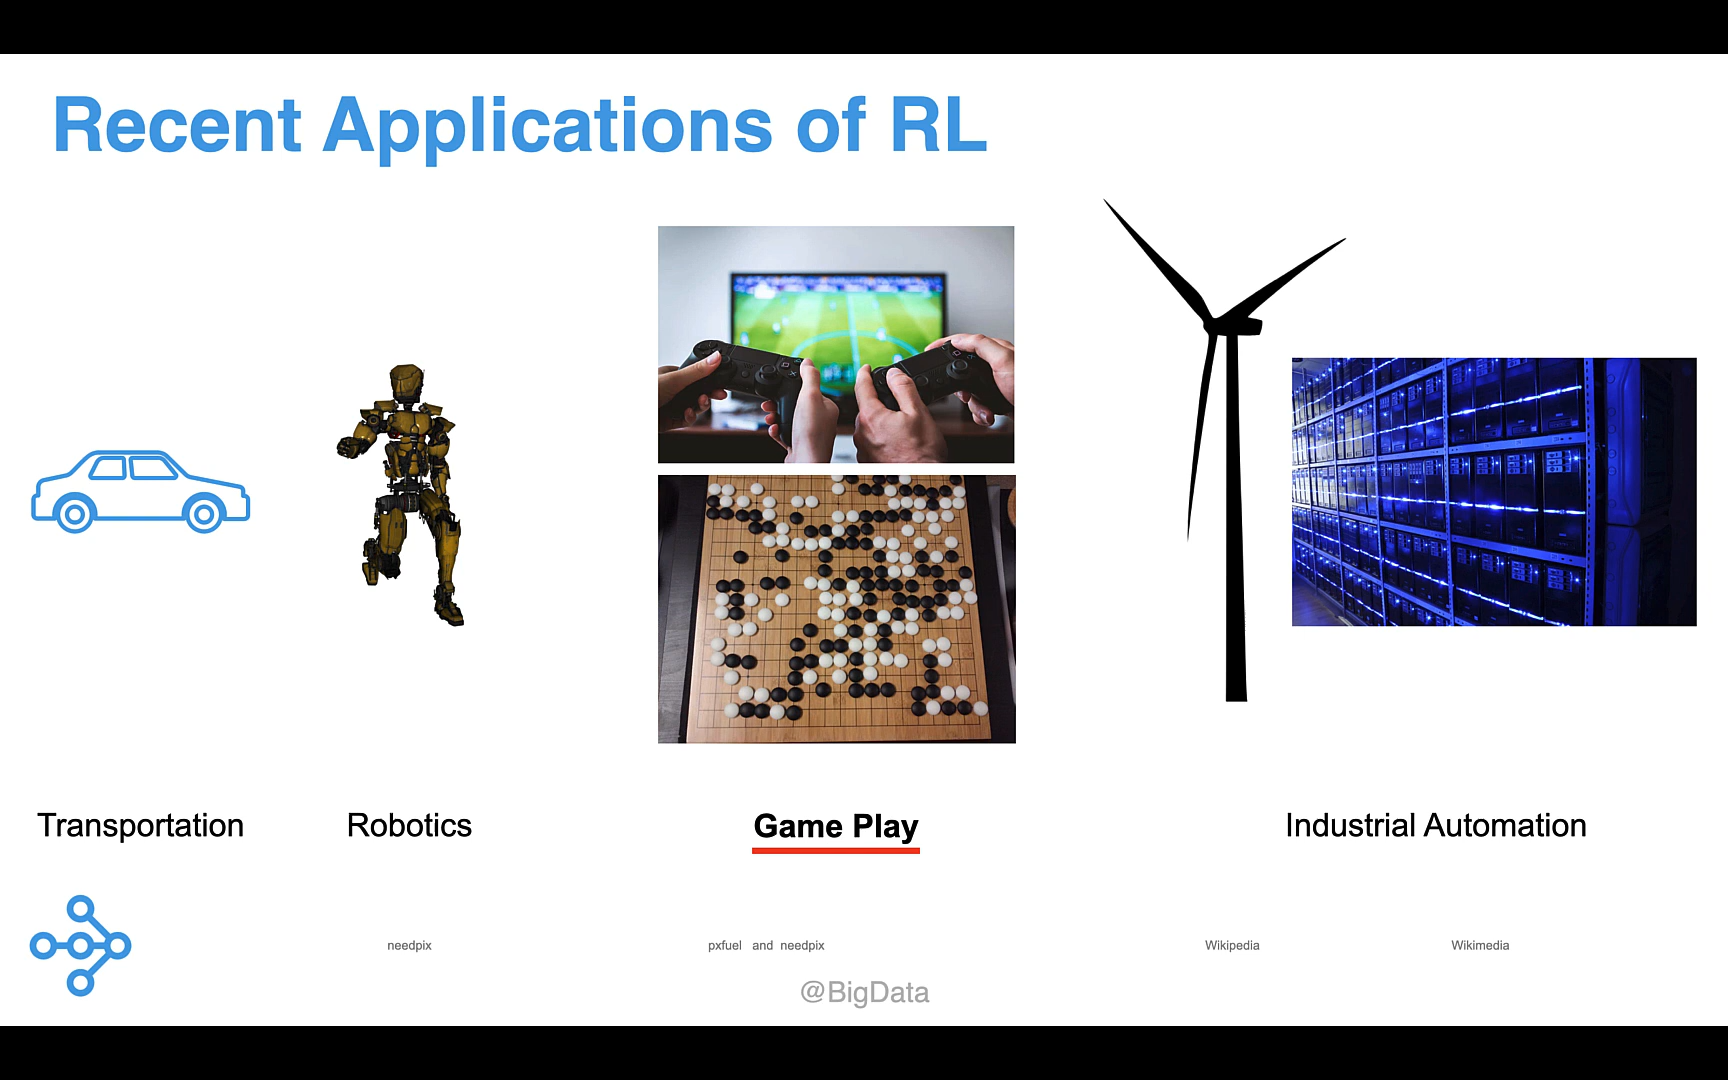 Recent Applications of RL
Transportation
Robotics
Game Play
Industrial Automation
needpix
pxfuel and needpix
Wikipedia
Wikimedia
@BigData